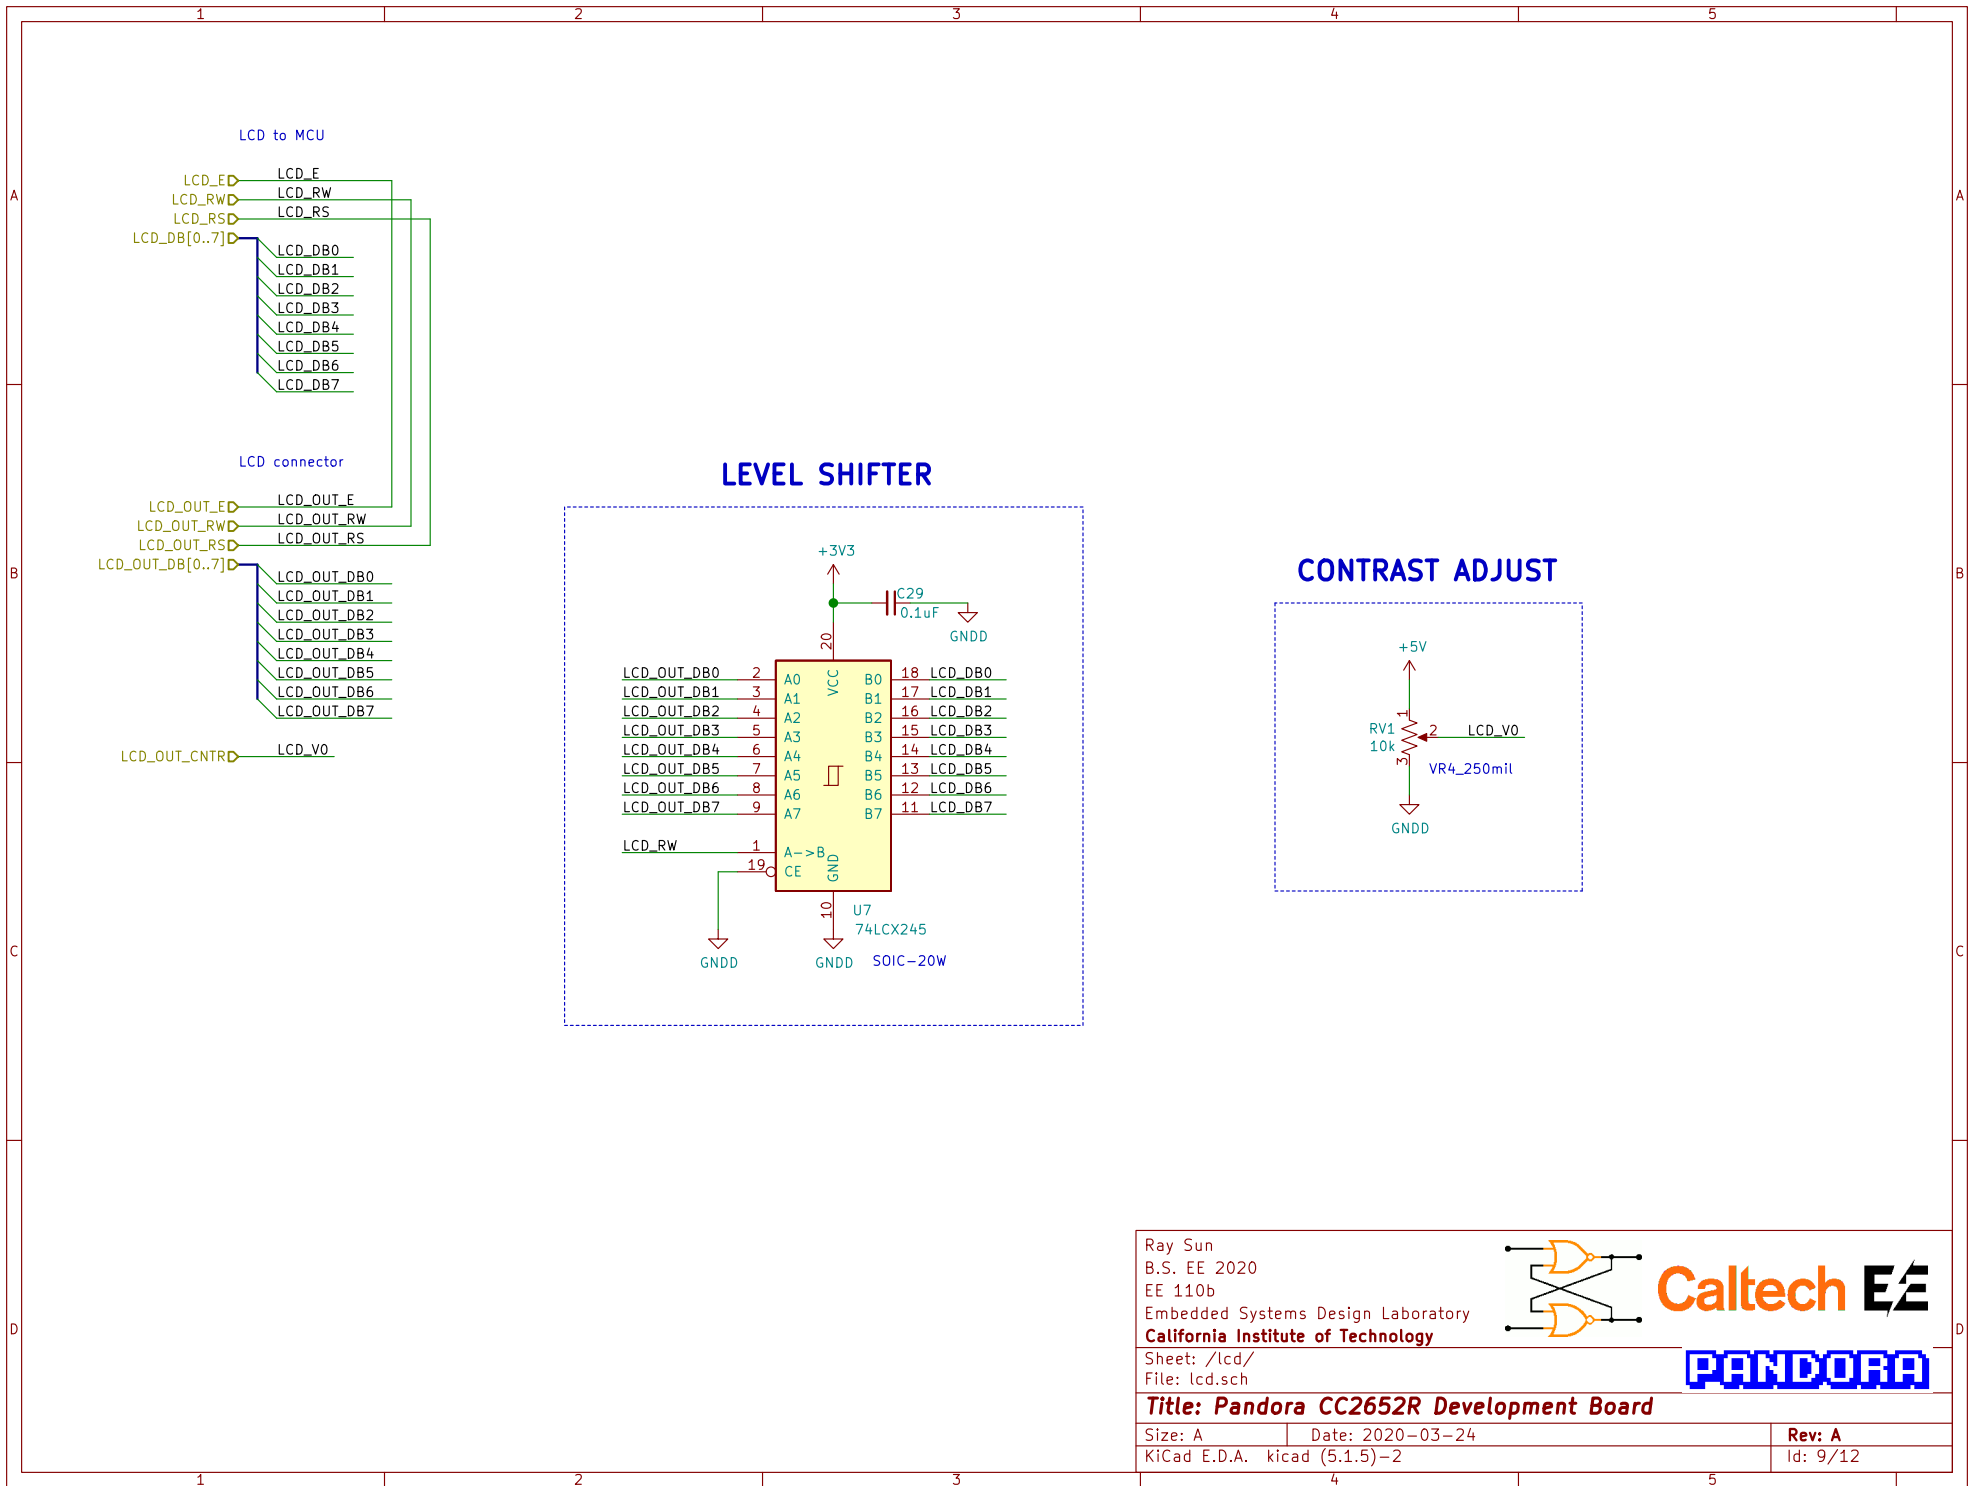 1 2 3 4 5
A A
B B
C C
D D
LCD to MCU
LCD_E LCD_E
LCD_RW LCD_RW
LCD_RS LCD_RS
LCD_DB[0..7]
LCD_DB0
LCD_DB1
LCD_DB2
LCD_DB3
LCD_DB4
LCD_DB5
LCD_DB6
LCD_DB7
LCD connector
LCD_OUT_E LCD_OUT_E
LCD_OUT_RW LCD_OUT_RW
LCD_OUT_RS LCD_OUT_RS
LCD_OUT_DB[0..7]
LCD_OUT_DB0
LCD_OUT_DB1
LCD_OUT_DB2
LCD_OUT_DB3
LCD_OUT_DB4
LCD_OUT_DB5
LCD_OUT_DB6
LCD_OUT_DB7
LCD_OUT_CNTR LCD_V0
LEVEL SHIFTER
+3V3
C29
0.1uF
GNDD
20
VCC
LCD_OUT_DB0 2 A0 B0 18 LCD_DB0
LCD_OUT_DB1 3 A1 B1 17 LCD_DB1
LCD_OUT_DB2 4 A2 B2 16 LCD_DB2
LCD_OUT_DB3 5 A3 B3 15 LCD_DB3
LCD_OUT_DB4 6 A4 B4 14 LCD_DB4
LCD_OUT_DB5 7 A5 B5 13 LCD_DB5
LCD_OUT_DB6 8 A6 B6 12 LCD_DB6
LCD_OUT_DB7 9 A7 B7 11 LCD_DB7
LCD_RW 1 A->B
19 CE
GND
10
U7
74LCX245
SOIC-20W
GNDD GNDD
CONTRAST ADJUST
+5V
1
RV1
10k
2 LCD_V0
3
VR4_250mil
GNDD
Ray Sun
B.S. EE 2020
EE 110b
Embedded Systems Design Laboratory
California Institute of Technology
Caltech EE
Sheet: /lcd/
File: lcd.sch
PANDORA
Title: Pandora CC2652R Development Board
Size: A Date: 2020-03-24 Rev: A
KiCad E.D.A. kicad (5.1.5)-2 Id: 9/12
1 2 3 4 5